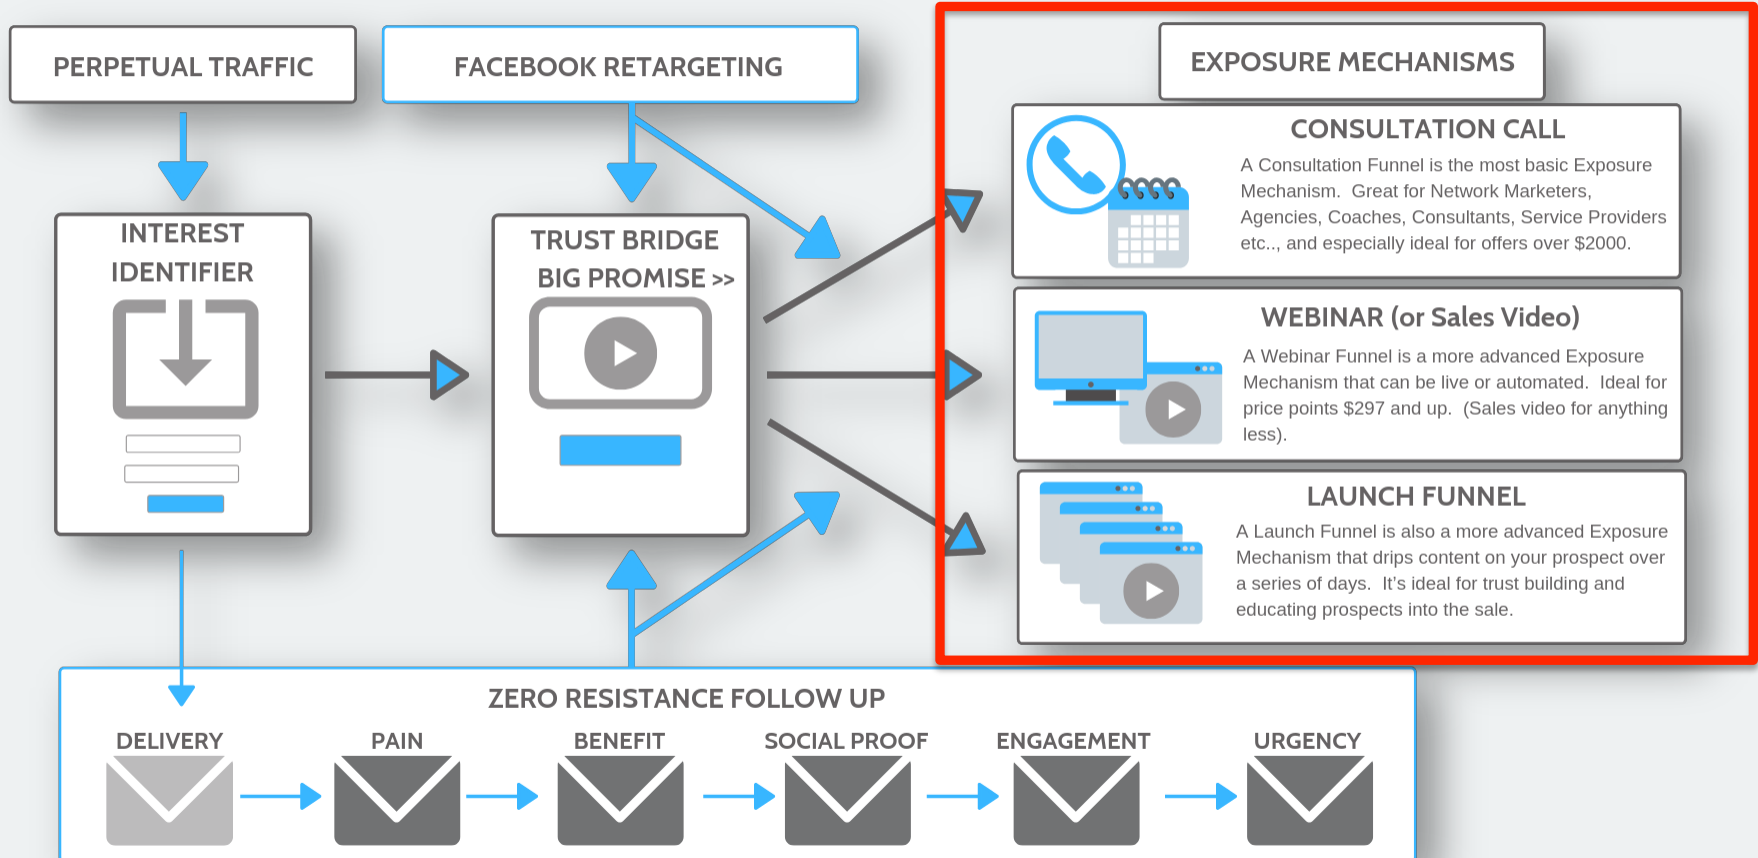 PERPETUAL TRAFFIC
FACEBOOK RETARGETING
EXPOSURE MECHANISMS
INTEREST
IDENTIFIER
TRUST BRIDGE
BIG PROMISE >>
CONSULTATION CALL
A Consultation Funnel is the most basic Exposure
Mechanism.  Great for Network Marketers,
Agencies, Coaches, Consultants, Service Providers
etc.., and especially ideal for offers over $2000.
WEBINAR (or Sales Video)
A Webinar Funnel is a more advanced Exposure
Mechanism that can be live or automated.  Ideal for
price points $297 and up.  (Sales video for anything
less).
LAUNCH FUNNEL
A Launch Funnel is also a more advanced Exposure
Mechanism that drips content on your prospect over
a series of days.  It's ideal for trust building and
educating prospects into the sale.
ZERO RESISTANCE FOLLOW UP
DELIVERY
PAIN
BENEFIT
SOCIAL PROOF
ENGAGEMENT
URGENCY